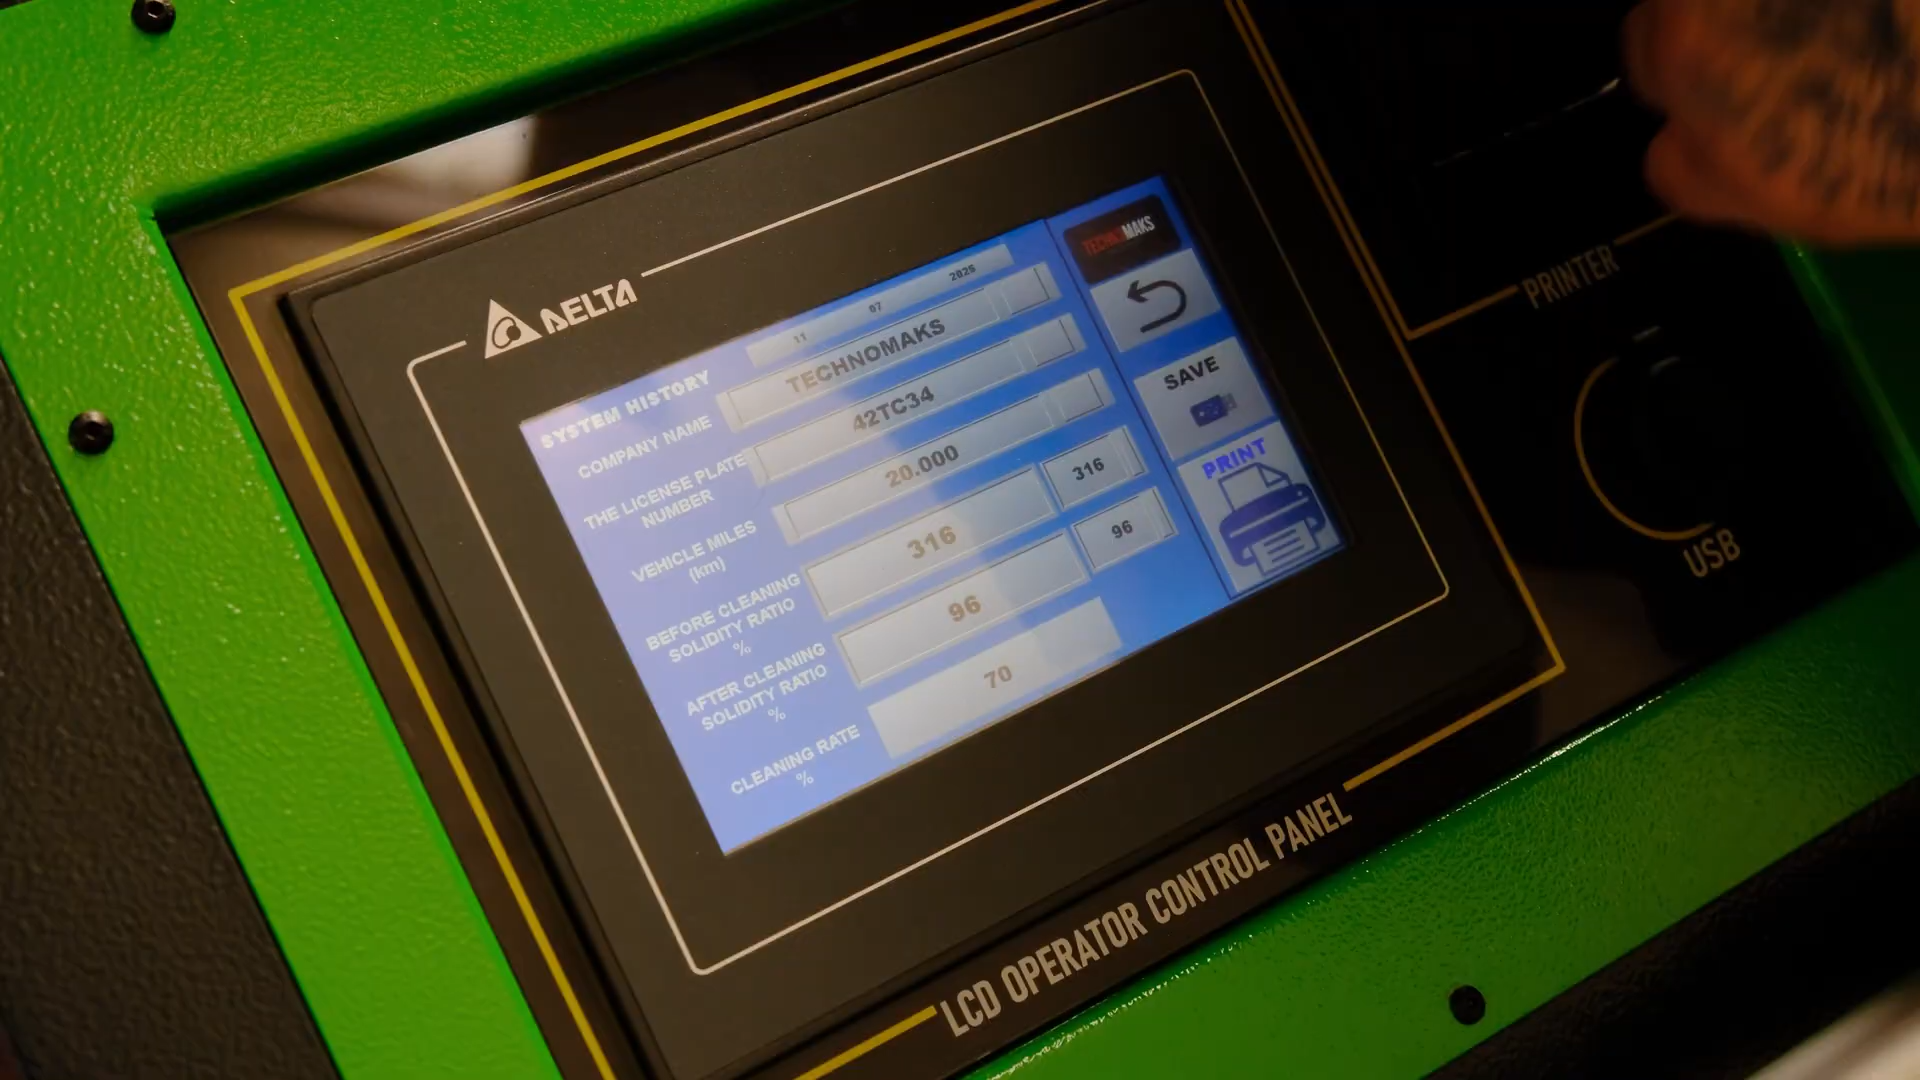 DELTA
SYSTEM HISTORY
11 07 2025
COMPANY NAME
TECHNOMAKS
THE LICENSE PLATE
NUMBER
42TC34
VEHICLE MILES
(km)
20.000
BEFORE CLEANING
SOLIDITY RATIO
%
316
316
AFTER CLEANING
SOLIDITY RATIO
%
96
96
CLEANING RATE
%
70
TECHNOMAKS
SAVE
PRINT
PRINTER
USB
LCD OPERATOR CONTROL PANEL